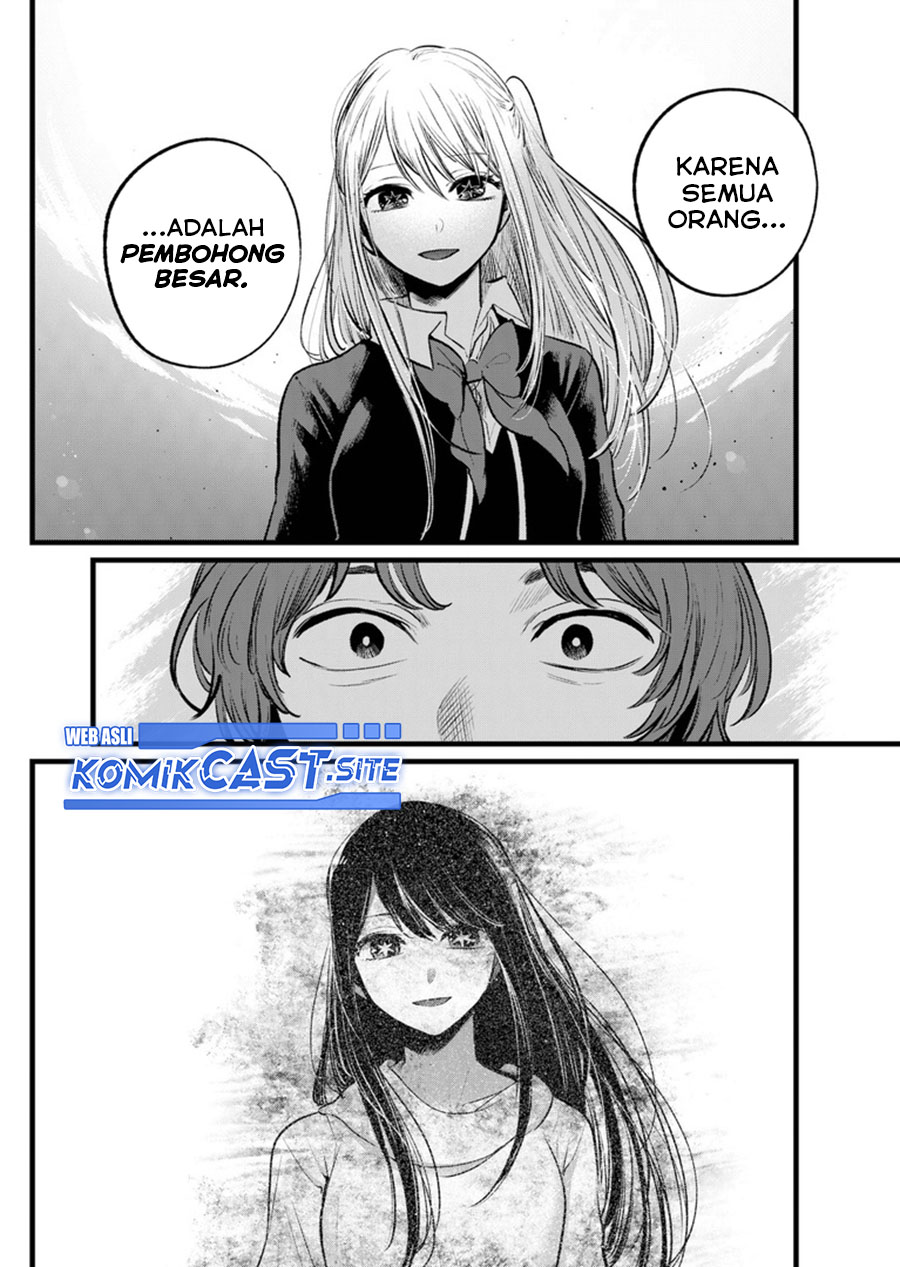 KARENA
SEMUA
ORANG...
...ADALAH
PEMBOHONG
BESAR.
WEB ASLI
KOMIKCAST.SITE